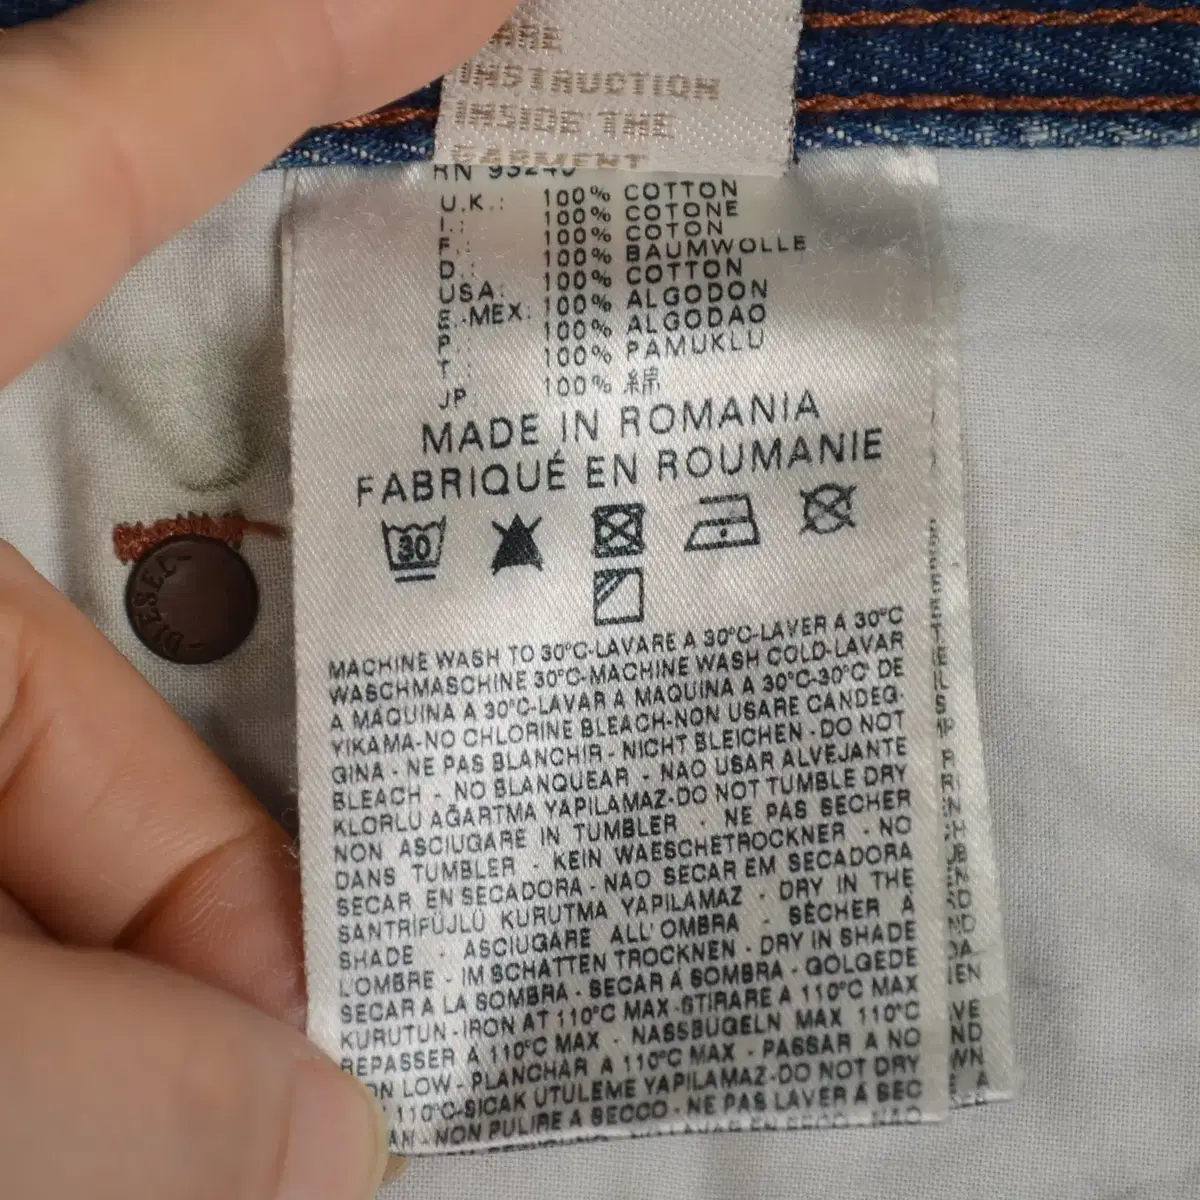 INSTRUCTION
INSIDE THE
GARMENT
U.K.: 100% COTTON
I.: 100% COTONE
F.: 100% COTON
D.: 100% BAUMWOLLE
USA: 100% COTTON
E.-MEX: 100% ALGODON
P.: 100% ALGODAO
T.: 100% PAMUKLU
JP 100% 綿
MADE IN ROMANIA
FABRIQUÉ EN ROUMANIE
30
DIESEL
MACHINE WASH TO 30°C-LAVARE A 30°C-LAVER Á 30°C
WASCHMASCHINE 30°C-MACHINE WASH COLD-LAVAR
A MAQUINA A 30°C-LAVAR A MAQUINA A 30°C-30°C DE
YIKAMA-NO CHLORINE BLEACH-NON USARE CANDEG-
GINA - NE PAS BLANCHIR - NICHT BLEICHEN - DO NOT
BLEACH - NO BLANQUEAR - NAO USAR ALVEJANTE
KLORLU AĞARTMA YAPILAMAZ-DO NOT TUMBLE DRY
NON ASCIUGARE IN TUMBLER - NE PAS SECHER
DANS TUMBLER - KEIN WAESCHETROCKNER - NO
SECAR EN SECADORA - NAO SECAR EM SECADORA
SANTRİFÜJLÜ KURUTMA YAPILAMAZ - DRY IN THE
SHADE - ASCIUGARE ALL'OMBRA - SÈCHER À
L'OMBRE - IM SCHATTEN TROCKNEN - DRY IN SHADE
SECAR A LA SOMBRA - SECAR A SOMBRA - GOLGEDE
KURUTUN - IRON AT 110°C MAX - STIRARE A 110°C MAX
REPASSER A 110°C MAX - NASSBUGELN MAX 110°C
ON LOW - PLANCHAR A 110°C MAX - PASSAR A NO
110°C-SICAK UTULEME YAPILAMAZ-DO NOT DRY
NON PULIRE A SECCO - NE PAS LAVER À SEC